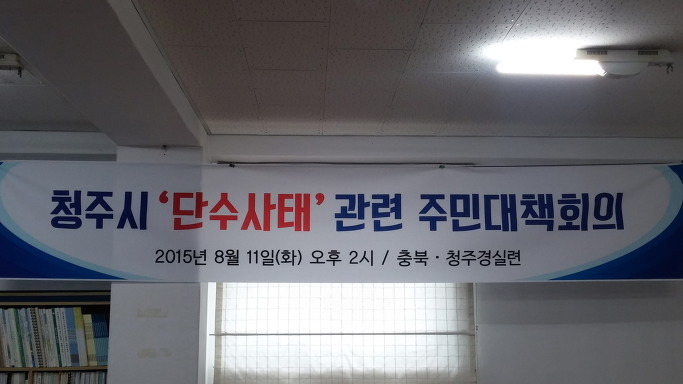 청주시 '단수사태' 관련 주민대책회의
2015년 8월 11일(화) 오후 2시 / 충북·청주경실련